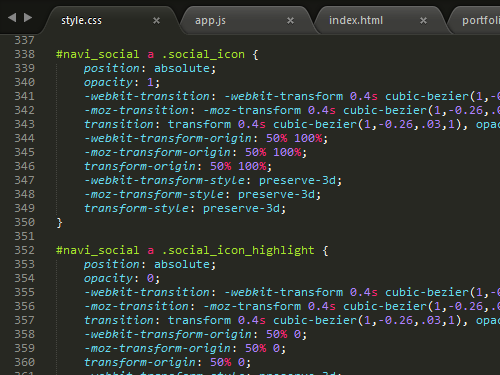 style.css × app.js × index.html × portfoli
337
338 #navi_social a .social_icon {
339 position: absolute;
340 opacity: 1;
341 -webkit-transition: -webkit-transform 0.4s cubic-bezier(1,-0
342 -moz-transition: -moz-transform 0.4s cubic-bezier(1,-0.26,.0
343 transition: transform 0.4s cubic-bezier(1,-0.26,.03,1), opac
344 -webkit-transform-origin: 50% 100%;
345 -moz-transform-origin: 50% 100%;
346 transform-origin: 50% 100%;
347 -webkit-transform-style: preserve-3d;
348 -moz-transform-style: preserve-3d;
349 transform-style: preserve-3d;
350 }
351
352 #navi_social a .social_icon_highlight {
353 position: absolute;
354 opacity: 0;
355 -webkit-transition: -webkit-transform 0.4s cubic-bezier(1,-0
356 -moz-transition: -moz-transform 0.4s cubic-bezier(1,-0.26,.0
357 transition: transform 0.4s cubic-bezier(1,-0.26,.03,1), opac
358 -webkit-transform-origin: 50% 0;
359 -moz-transform-origin: 50% 0;
360 transform-origin: 50% 0;
361 -webkit-transform-style: preserve-3d;